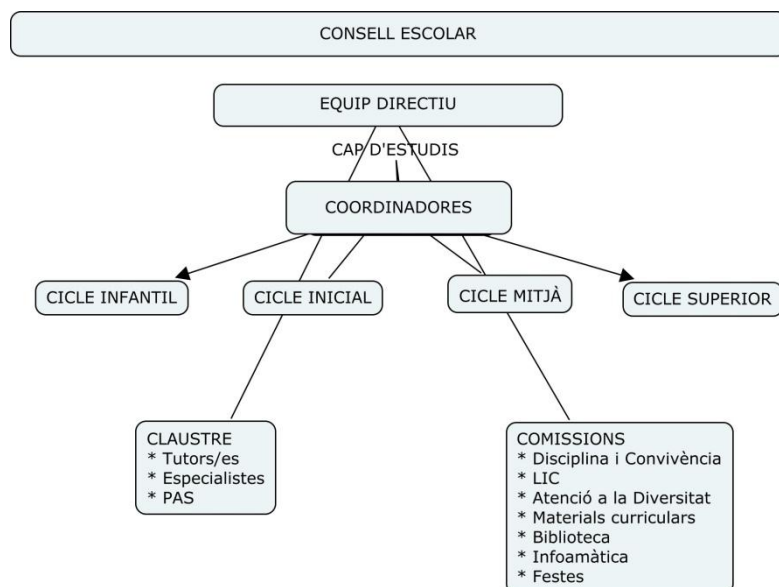 CONSELL ESCOLAR
EQUIP DIRECTIU
CAP D'ESTUDIS
COORDINADORES
CICLE INFANTIL
CICLE INICIAL
CICLE MITJÀ
CICLE SUPERIOR
CLAUSTRE
* Tutors/es
* Especialistes
* PAS
COMISSIONS
* Disciplina i Convivència
* LIC
* Atenció a la Diversitat
* Materials curriculars
* Biblioteca
* Infoamàtica
* Festes